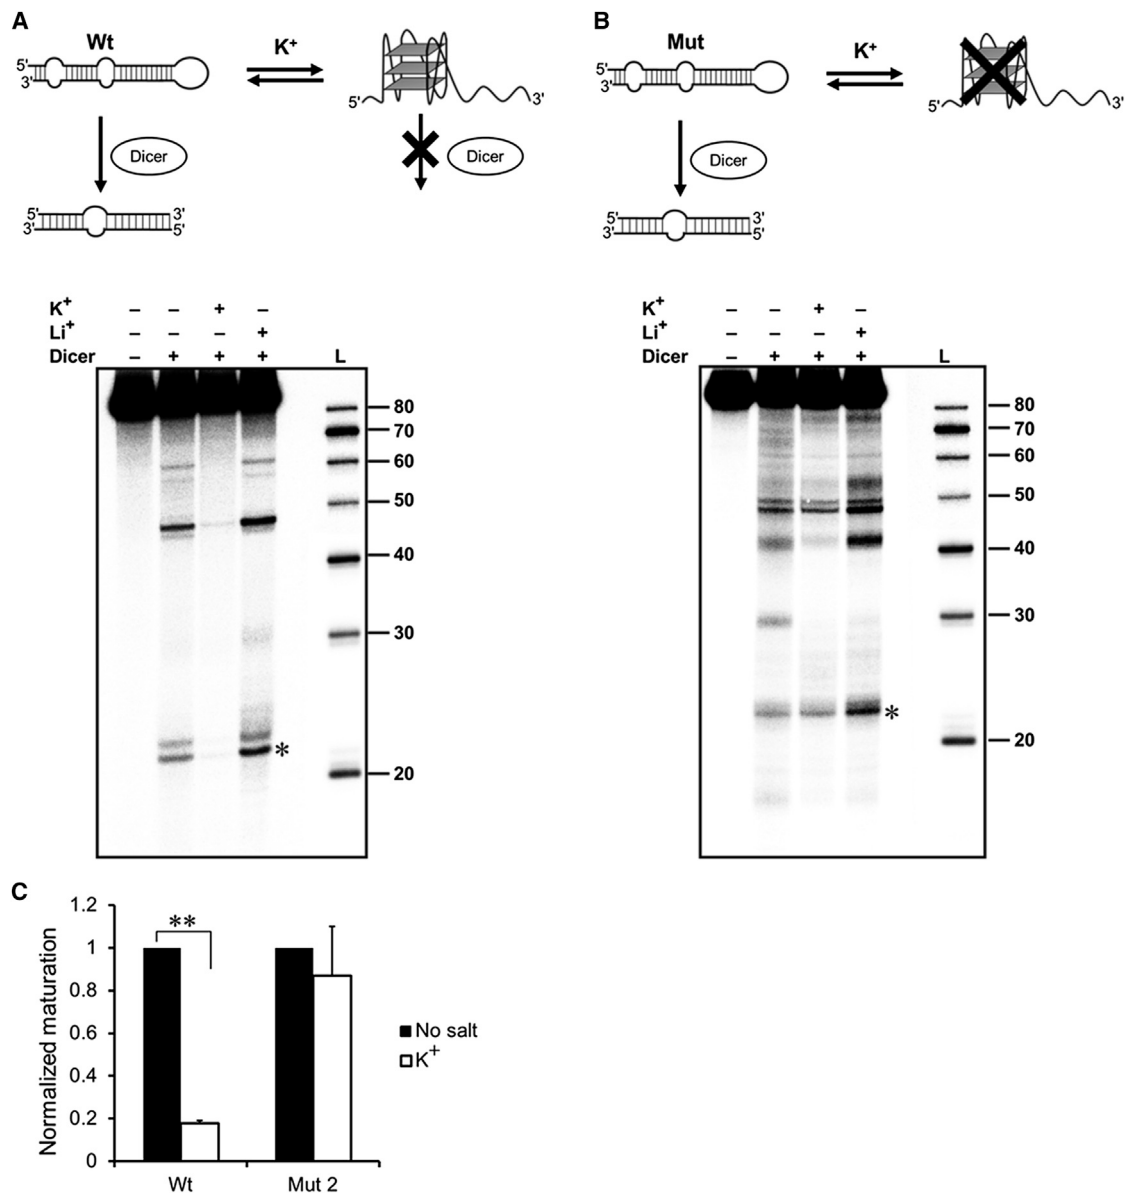 A
Wt
K+
5'
3'
5'
3'
Dicer
Dicer
5' 3'
3' 5'
K+ – – + –
Li+ – – – +
Dicer – + + + L
80
70
60
50
40
30
*
20
B
Mut
K+
5'
3'
5'
3'
Dicer
5' 3'
3' 5'
K+ – – + –
Li+ – – – +
Dicer – + + + L
80
70
60
50
40
30
*
20
C
Normalized maturation
1.2
1
0.8
0.6
0.4
0.2
0
**
No salt
K+
Wt Mut 2